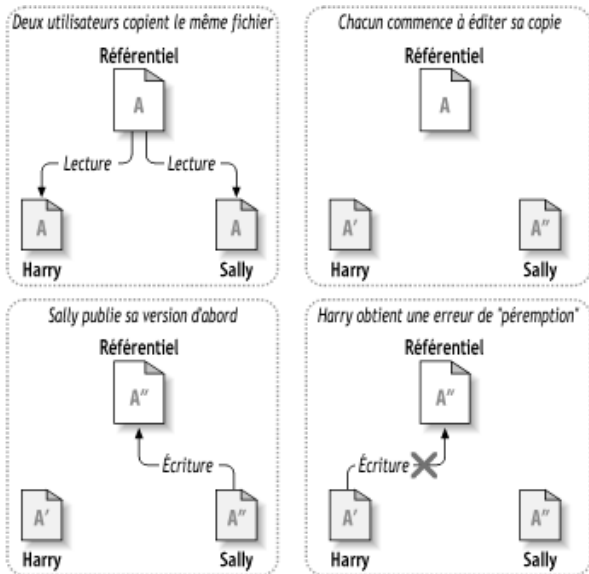 Deux utilisateurs copient le même fichier
Référentiel
A
Lecture
Lecture
A
A
Harry
Sally
Chacun commence à éditer sa copie
Référentiel
A
A'
A"
Harry
Sally
Sally publie sa version d'abord
Référentiel
A"
Écriture
A'
A"
Harry
Sally
Harry obtient une erreur de "péremption"
Référentiel
A"
Écriture
A'
A"
Harry
Sally